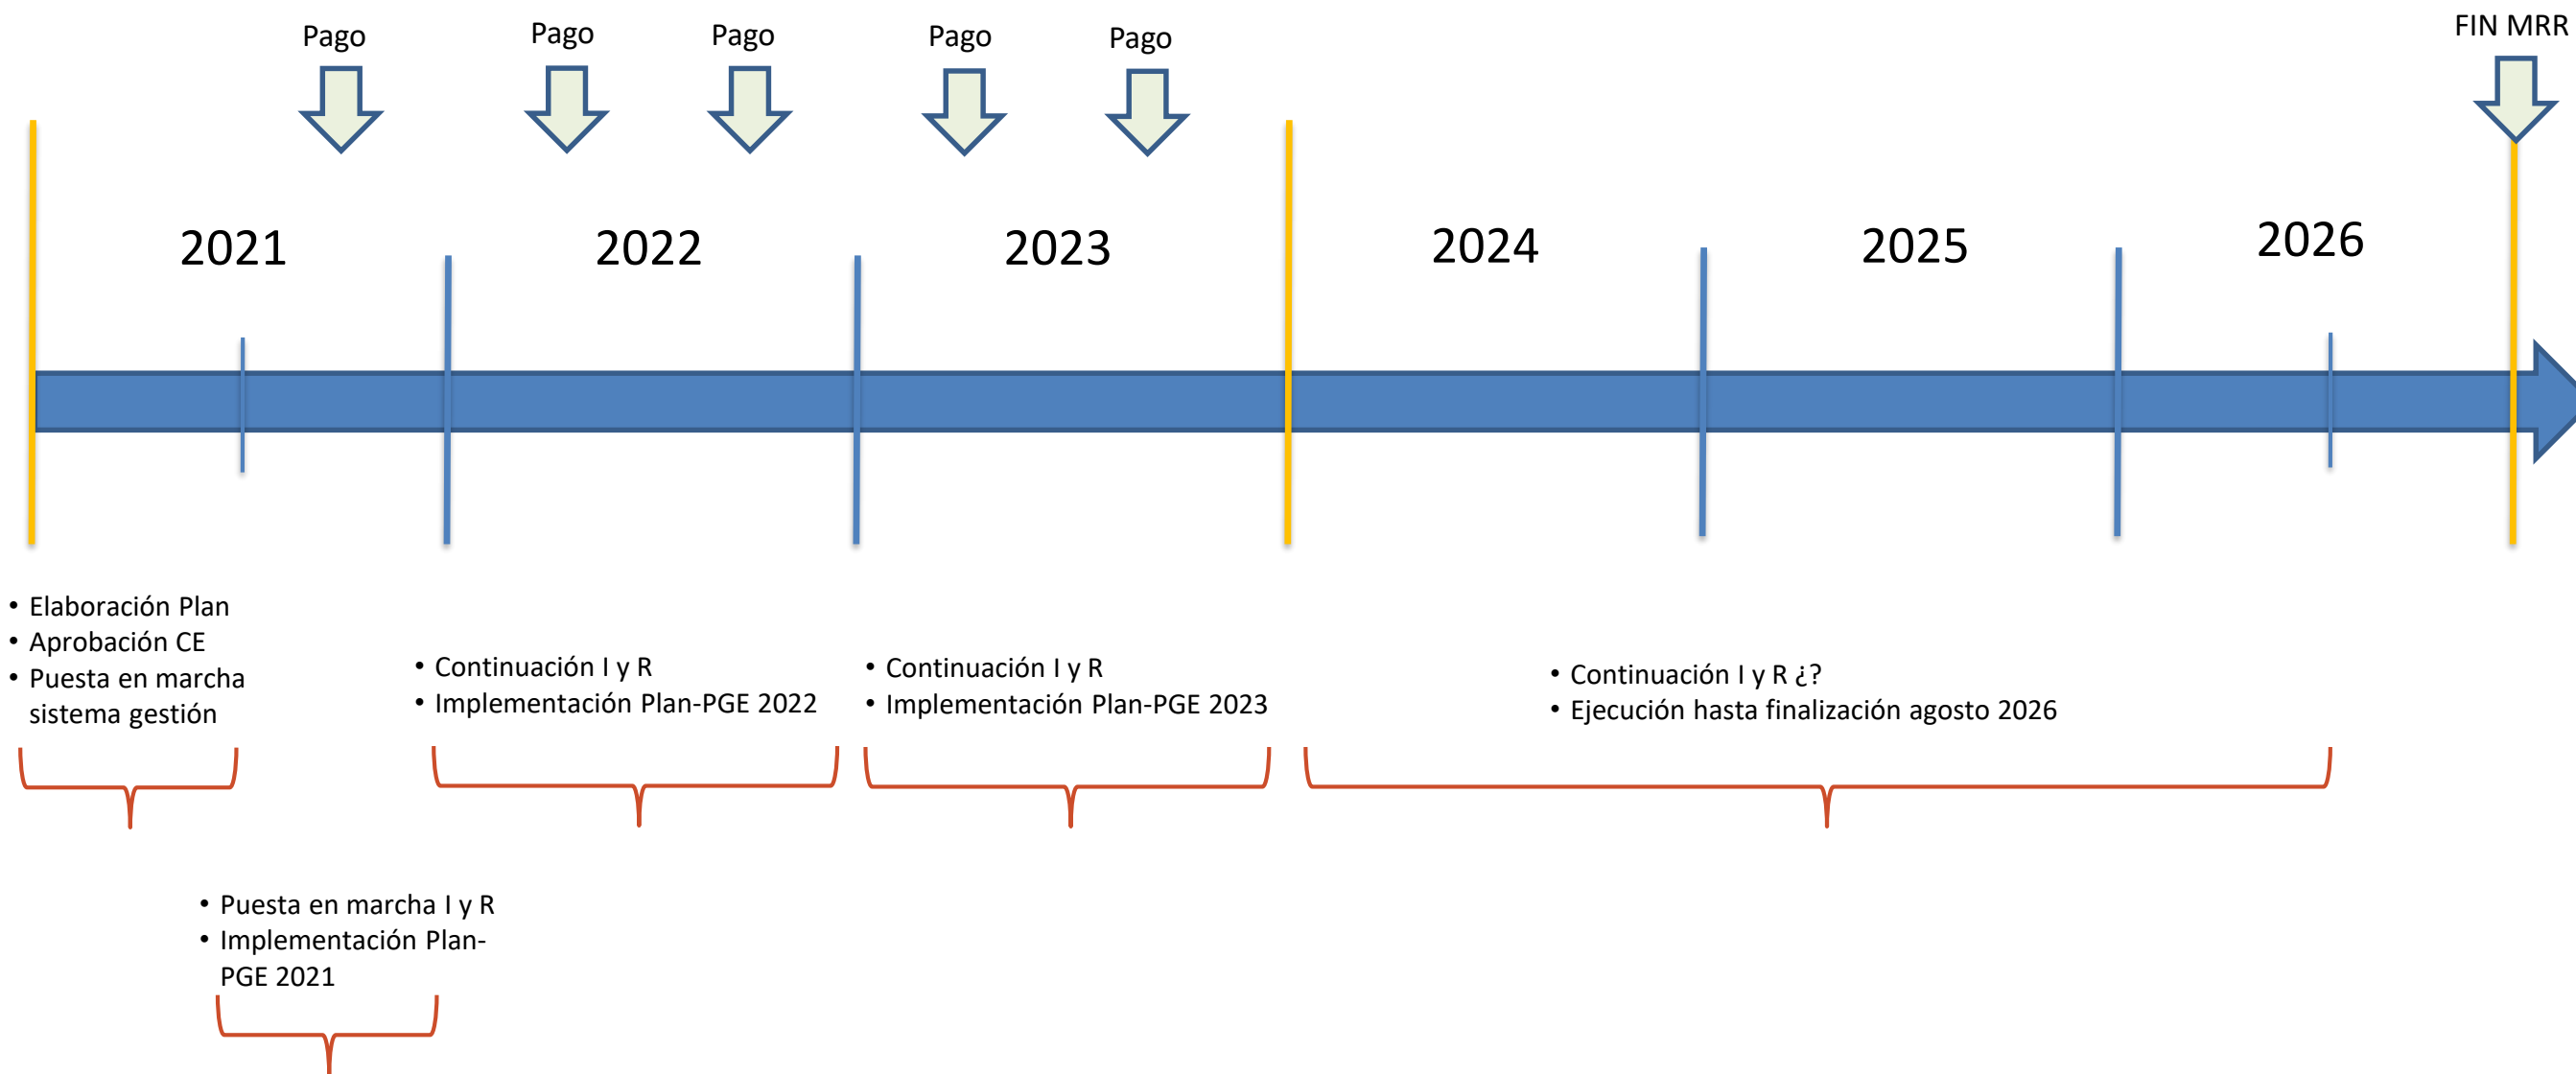 Pago
Pago
Pago
Pago
Pago
FIN MRR
2021
2022
2023
2024
2025
2026
• Elaboración Plan
• Aprobación CE
• Puesta en marcha
sistema gestión
• Continuación I y R
• Implementación Plan-PGE 2022
• Continuación I y R
• Implementación Plan-PGE 2023
• Continuación I y R ¿?
• Ejecución hasta finalización agosto 2026
• Puesta en marcha I y R
• Implementación Plan-
PGE 2021